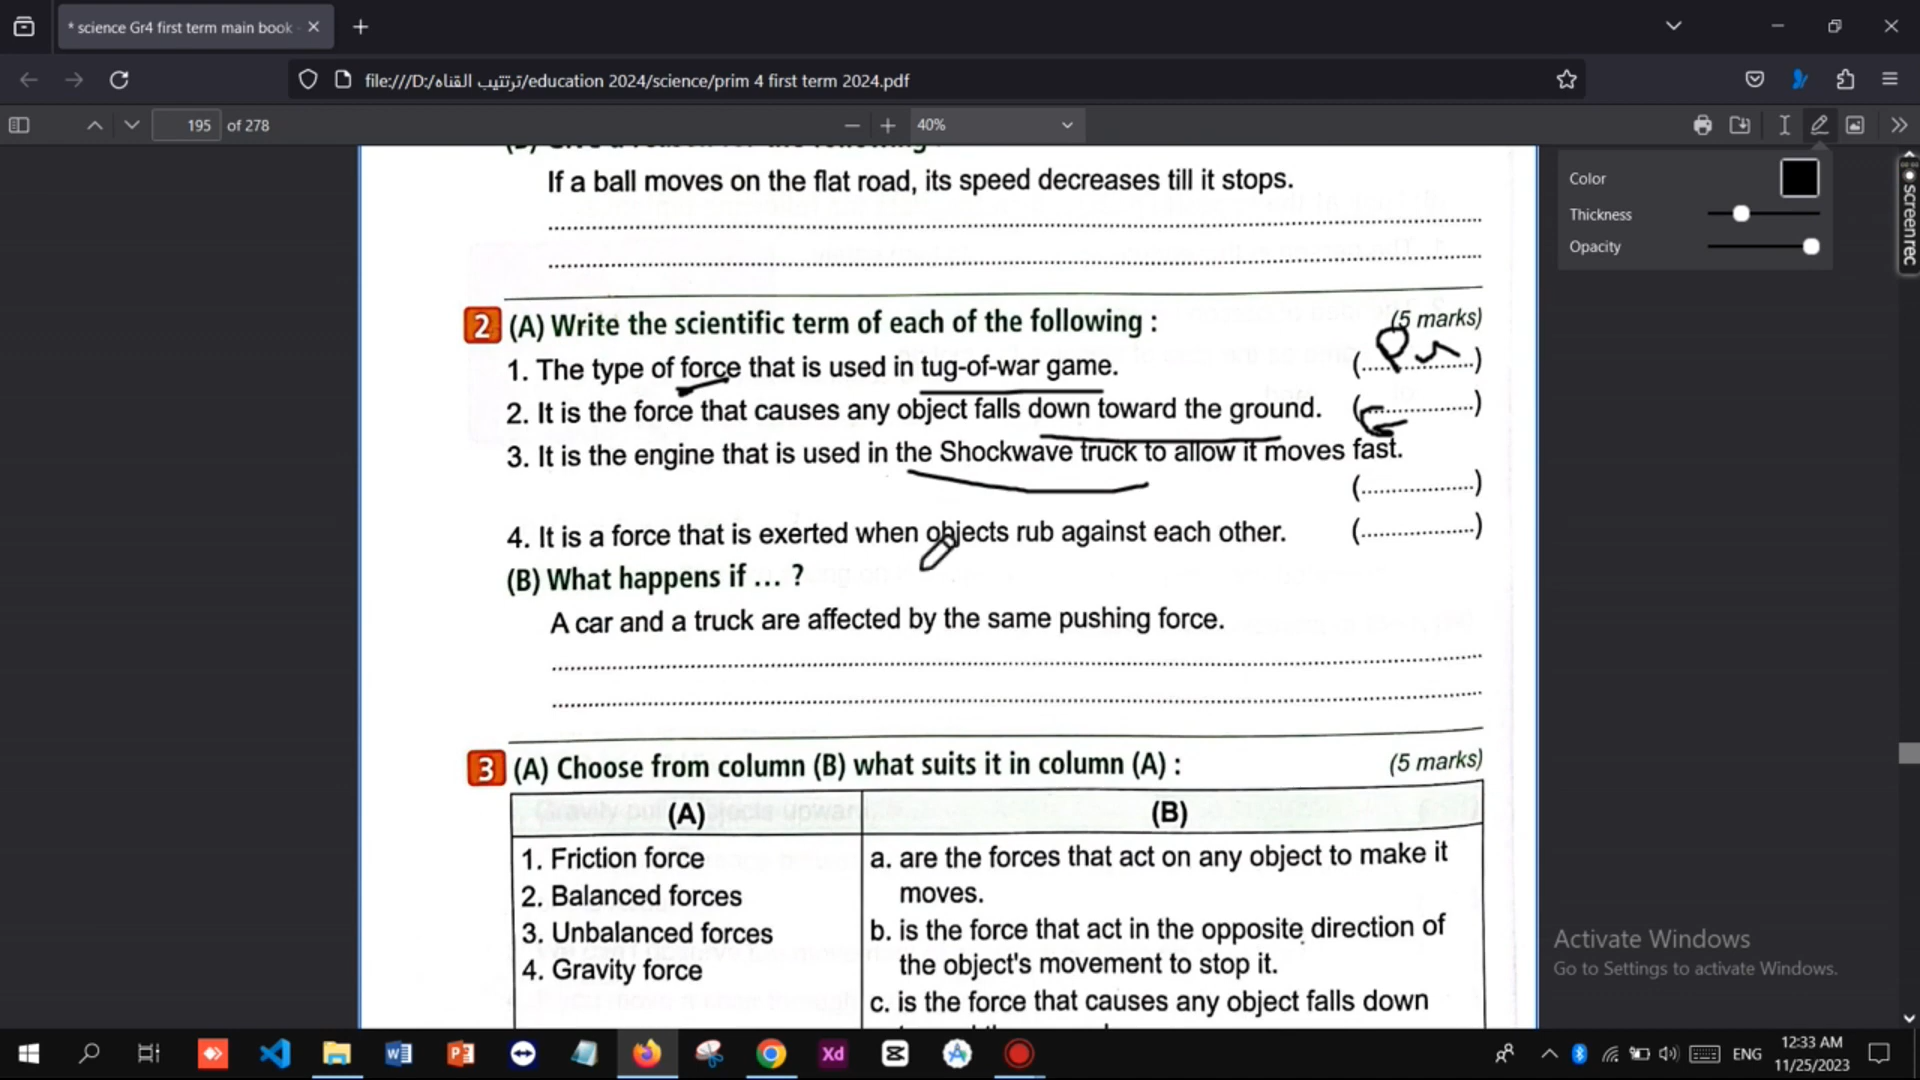 * science Gr4 first term main book
file:///D:/ترتتيب القناه/education 2024/science/prim 4 first term 2024.pdf
195 of 278
40%
Color
Thickness
Opacity
screenrec
If a ball moves on the flat road, its speed decreases till it stops.
2 (A) Write the scientific term of each of the following : (5 marks)
1. The type of force that is used in tug-of-war game. (....................)
2. It is the force that causes any object falls down toward the ground. (....................)
3. It is the engine that is used in the Shockwave truck to allow it moves fast.
(....................)
4. It is a force that is exerted when objects rub against each other. (....................)
(B) What happens if ... ?
A car and a truck are affected by the same pushing force.
3 (A) Choose from column (B) what suits it in column (A) : (5 marks)
(A) (B)
1. Friction force
2. Balanced forces
3. Unbalanced forces
4. Gravity force
a. are the forces that act on any object to make it
moves.
b. is the force that act in the opposite direction of
the object's movement to stop it.
c. is the force that causes any object falls down
Activate Windows
Go to Settings to activate Windows.
Xd
ENG
12:33 AM
11/25/2023